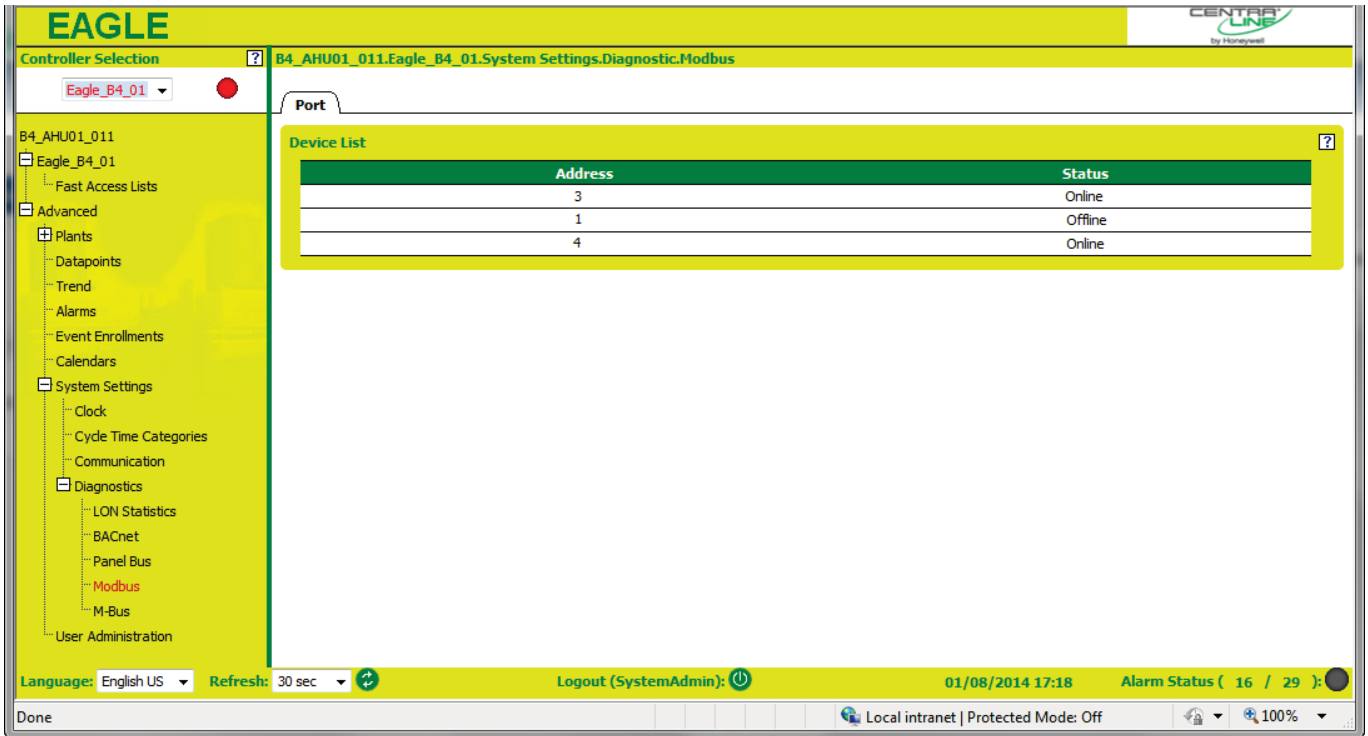 EAGLE
CENTRA
LINE
by Honeywell
Controller Selection ?
B4_AHU01_011.Eagle_B4_01.System Settings.Diagnostic.Modbus
Eagle_B4_01
Port
B4_AHU01_011
Eagle_B4_01
Fast Access Lists
Advanced
Plants
Datapoints
Trend
Alarms
Event Enrollments
Calendars
System Settings
Clock
Cycle Time Categories
Communication
Diagnostics
LON Statistics
BACnet
Panel Bus
Modbus
M-Bus
User Administration
Device List ?
Address Status
3 Online
1 Offline
4 Online
Language: English US Refresh: 30 sec Logout (SystemAdmin): 01/08/2014 17:18 Alarm Status ( 16 / 29 ):
Done Local intranet | Protected Mode: Off 100%